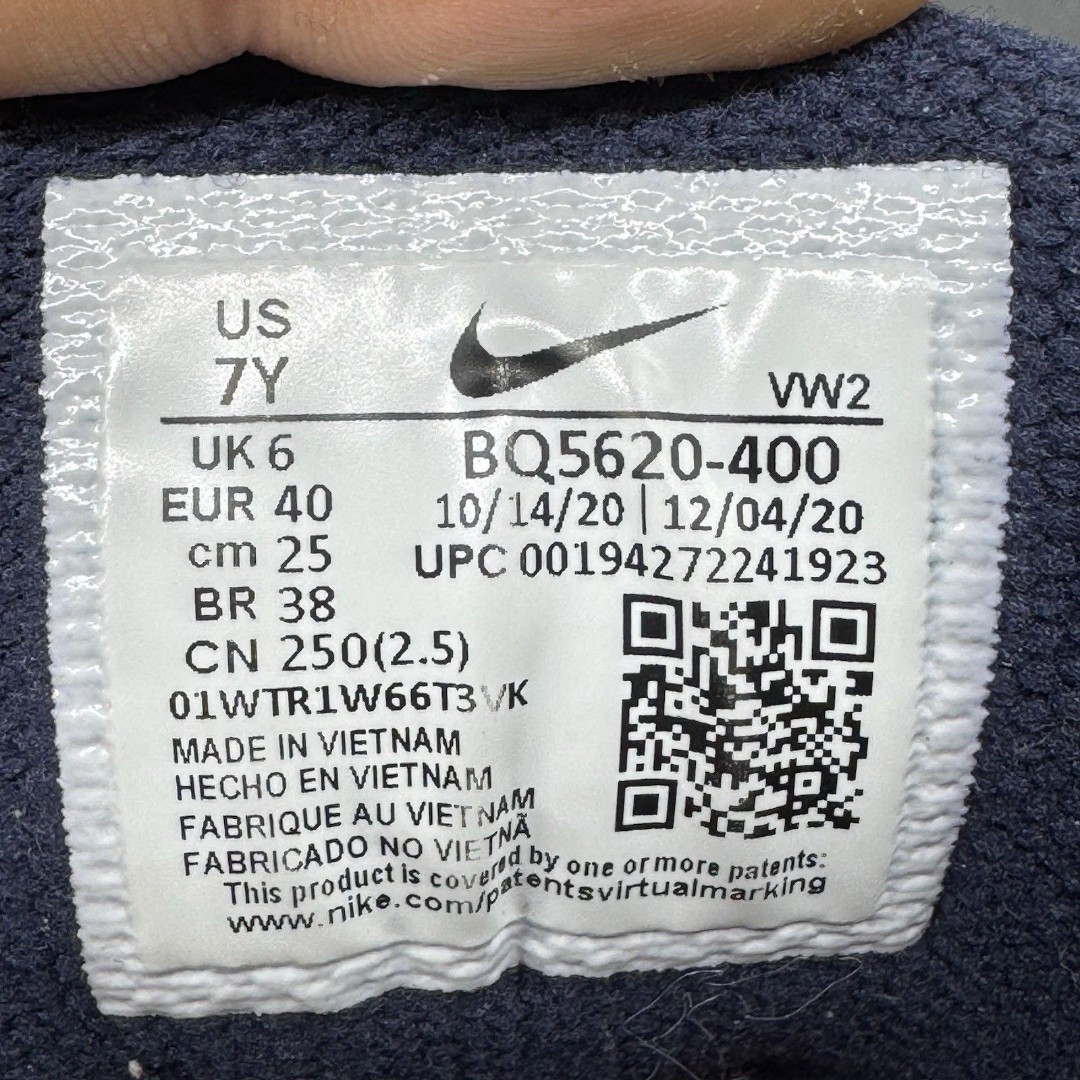 US
7Y
VW2
UK 6
EUR 40
cm 25
BR 38
CN 250(2.5)
BQ5620-400
10/14/20 | 12/04/20
UPC 00194272241923
01WTR1W66T3VK
MADE IN VIETNAM
HECHO EN VIETNAM
FABRIQUE AU VIETNAM
FABRICADO NO VIETNÃ
This product is covered by one or more patents:
www.nike.com/patentsvirtualmarking